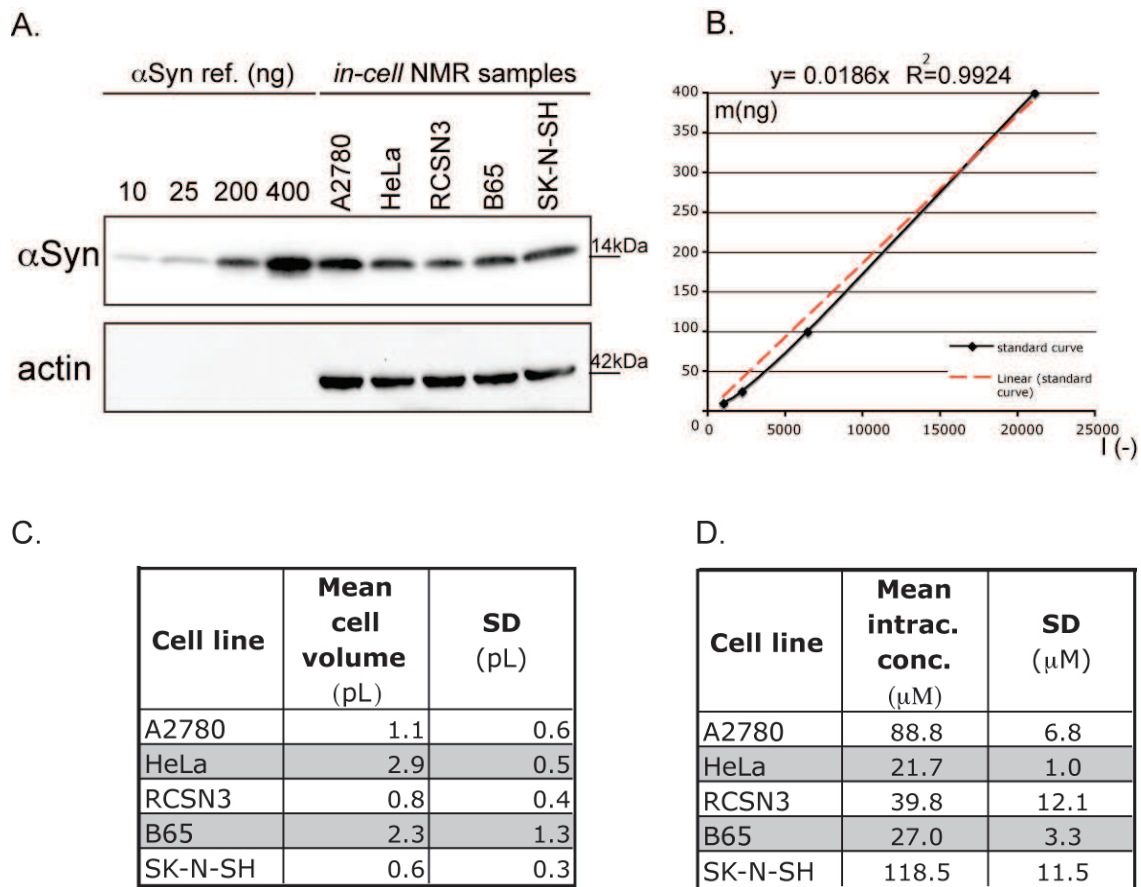 A.
αSyn ref. (ng) in-cell NMR samples
10 25 200 400 A2780 HeLa RCSN3 B65 SK-N-SH
αSyn 14kDa
actin 42kDa
B.
y= 0.0186x R²=0.9924
m(ng)
400
350
300
250
200
150
100
50
0
0 5000 10000 15000 20000 25000
I (-)
standard curve
Linear (standard
curve)
C.
Cell line Mean cell volume (pL) SD (pL)
A2780 1.1 0.6
HeLa 2.9 0.5
RCSN3 0.8 0.4
B65 2.3 1.3
SK-N-SH 0.6 0.3
D.
Cell line Mean intrac. conc. (μM) SD (μM)
A2780 88.8 6.8
HeLa 21.7 1.0
RCSN3 39.8 12.1
B65 27.0 3.3
SK-N-SH 118.5 11.5